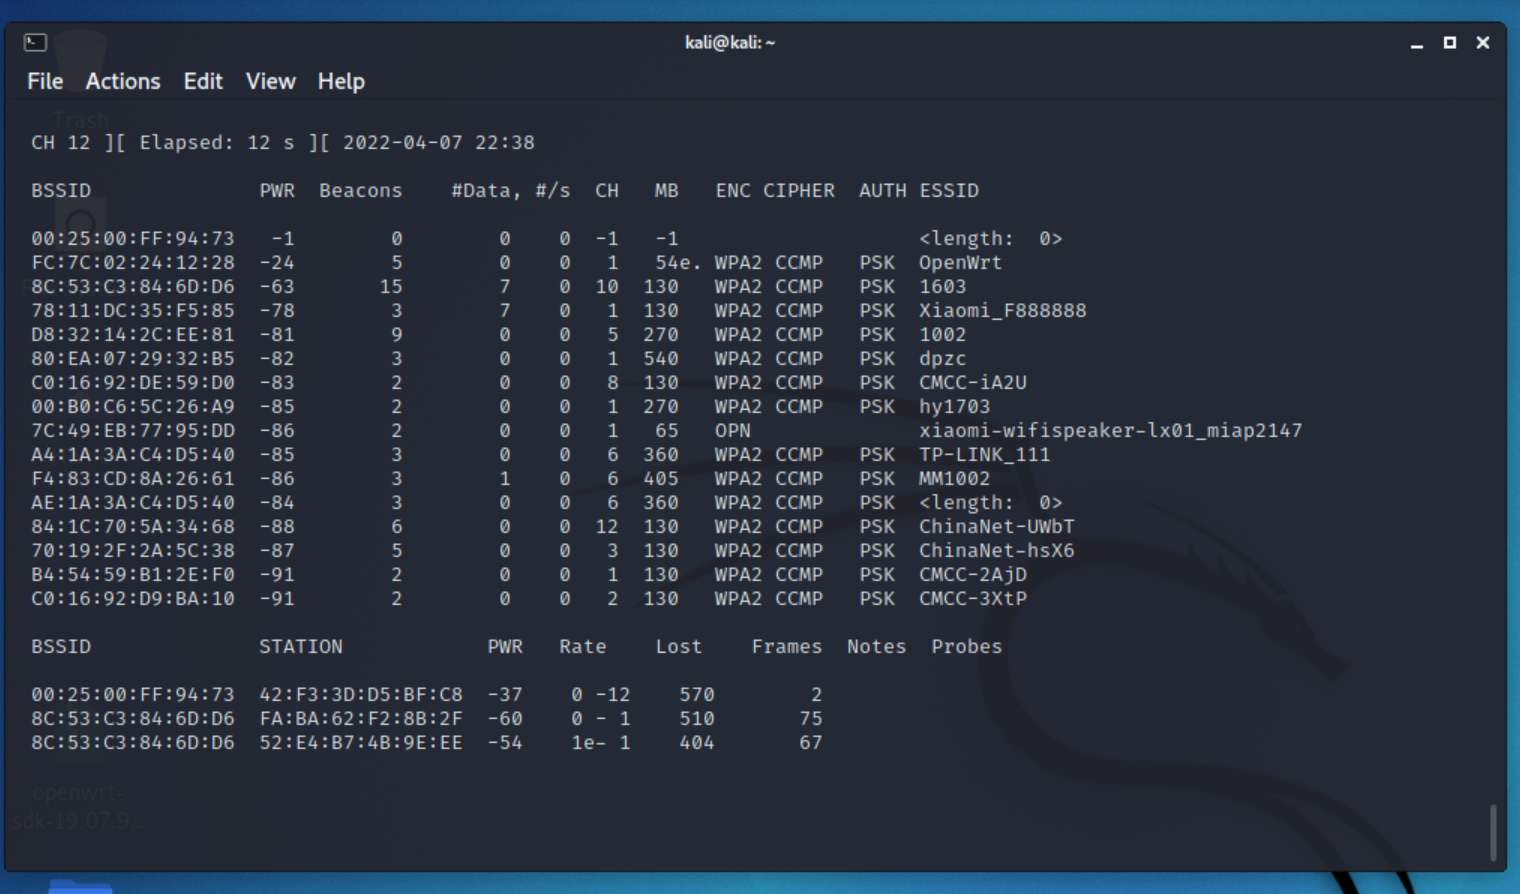 kali@kali: ~
File Actions Edit View Help
Trash
CH 12 ][ Elapsed: 12 s ][ 2022-04-07 22:38
BSSID PWR Beacons #Data, #/s CH MB ENC CIPHER AUTH ESSID
00:25:00:FF:94:73 -1 0 0 0 -1 -1 <length: 0>
FC:7C:02:24:12:28 -24 5 0 0 1 54e. WPA2 CCMP PSK OpenWrt
8C:53:C3:84:6D:D6 -63 15 7 0 10 130 WPA2 CCMP PSK 1603
78:11:DC:35:F5:85 -78 3 7 0 1 130 WPA2 CCMP PSK Xiaomi_F888888
D8:32:14:2C:EE:81 -81 9 0 0 5 270 WPA2 CCMP PSK 1002
80:EA:07:29:32:B5 -82 3 0 0 1 540 WPA2 CCMP PSK dpzc
C0:16:92:DE:59:D0 -83 2 0 0 8 130 WPA2 CCMP PSK CMCC-iA2U
00:B0:C6:5C:26:A9 -85 2 0 0 1 270 WPA2 CCMP PSK hy1703
7C:49:EB:77:95:DD -86 2 0 0 1 65 OPN xiaomi-wifispeaker-lx01_miap2147
A4:1A:3A:C4:D5:40 -85 3 0 0 6 360 WPA2 CCMP PSK TP-LINK_111
F4:83:CD:8A:26:61 -86 3 1 0 6 405 WPA2 CCMP PSK MM1002
AE:1A:3A:C4:D5:40 -84 3 0 0 6 360 WPA2 CCMP PSK <length: 0>
84:1C:70:5A:34:68 -88 6 0 0 12 130 WPA2 CCMP PSK ChinaNet-UWbT
70:19:2F:2A:5C:38 -87 5 0 0 3 130 WPA2 CCMP PSK ChinaNet-hsX6
B4:54:59:B1:2E:F0 -91 2 0 0 1 130 WPA2 CCMP PSK CMCC-2AjD
C0:16:92:D9:BA:10 -91 2 0 0 2 130 WPA2 CCMP PSK CMCC-3XtP
BSSID STATION PWR Rate Lost Frames Notes Probes
00:25:00:FF:94:73 42:F3:3D:D5:BF:C8 -37 0 -12 570 2
8C:53:C3:84:6D:D6 FA:BA:62:F2:8B:2F -60 0 - 1 510 75
8C:53:C3:84:6D:D6 52:E4:B7:4B:9E:EE -54 1e- 1 404 67
openwrt-
sdk-19.07.9...